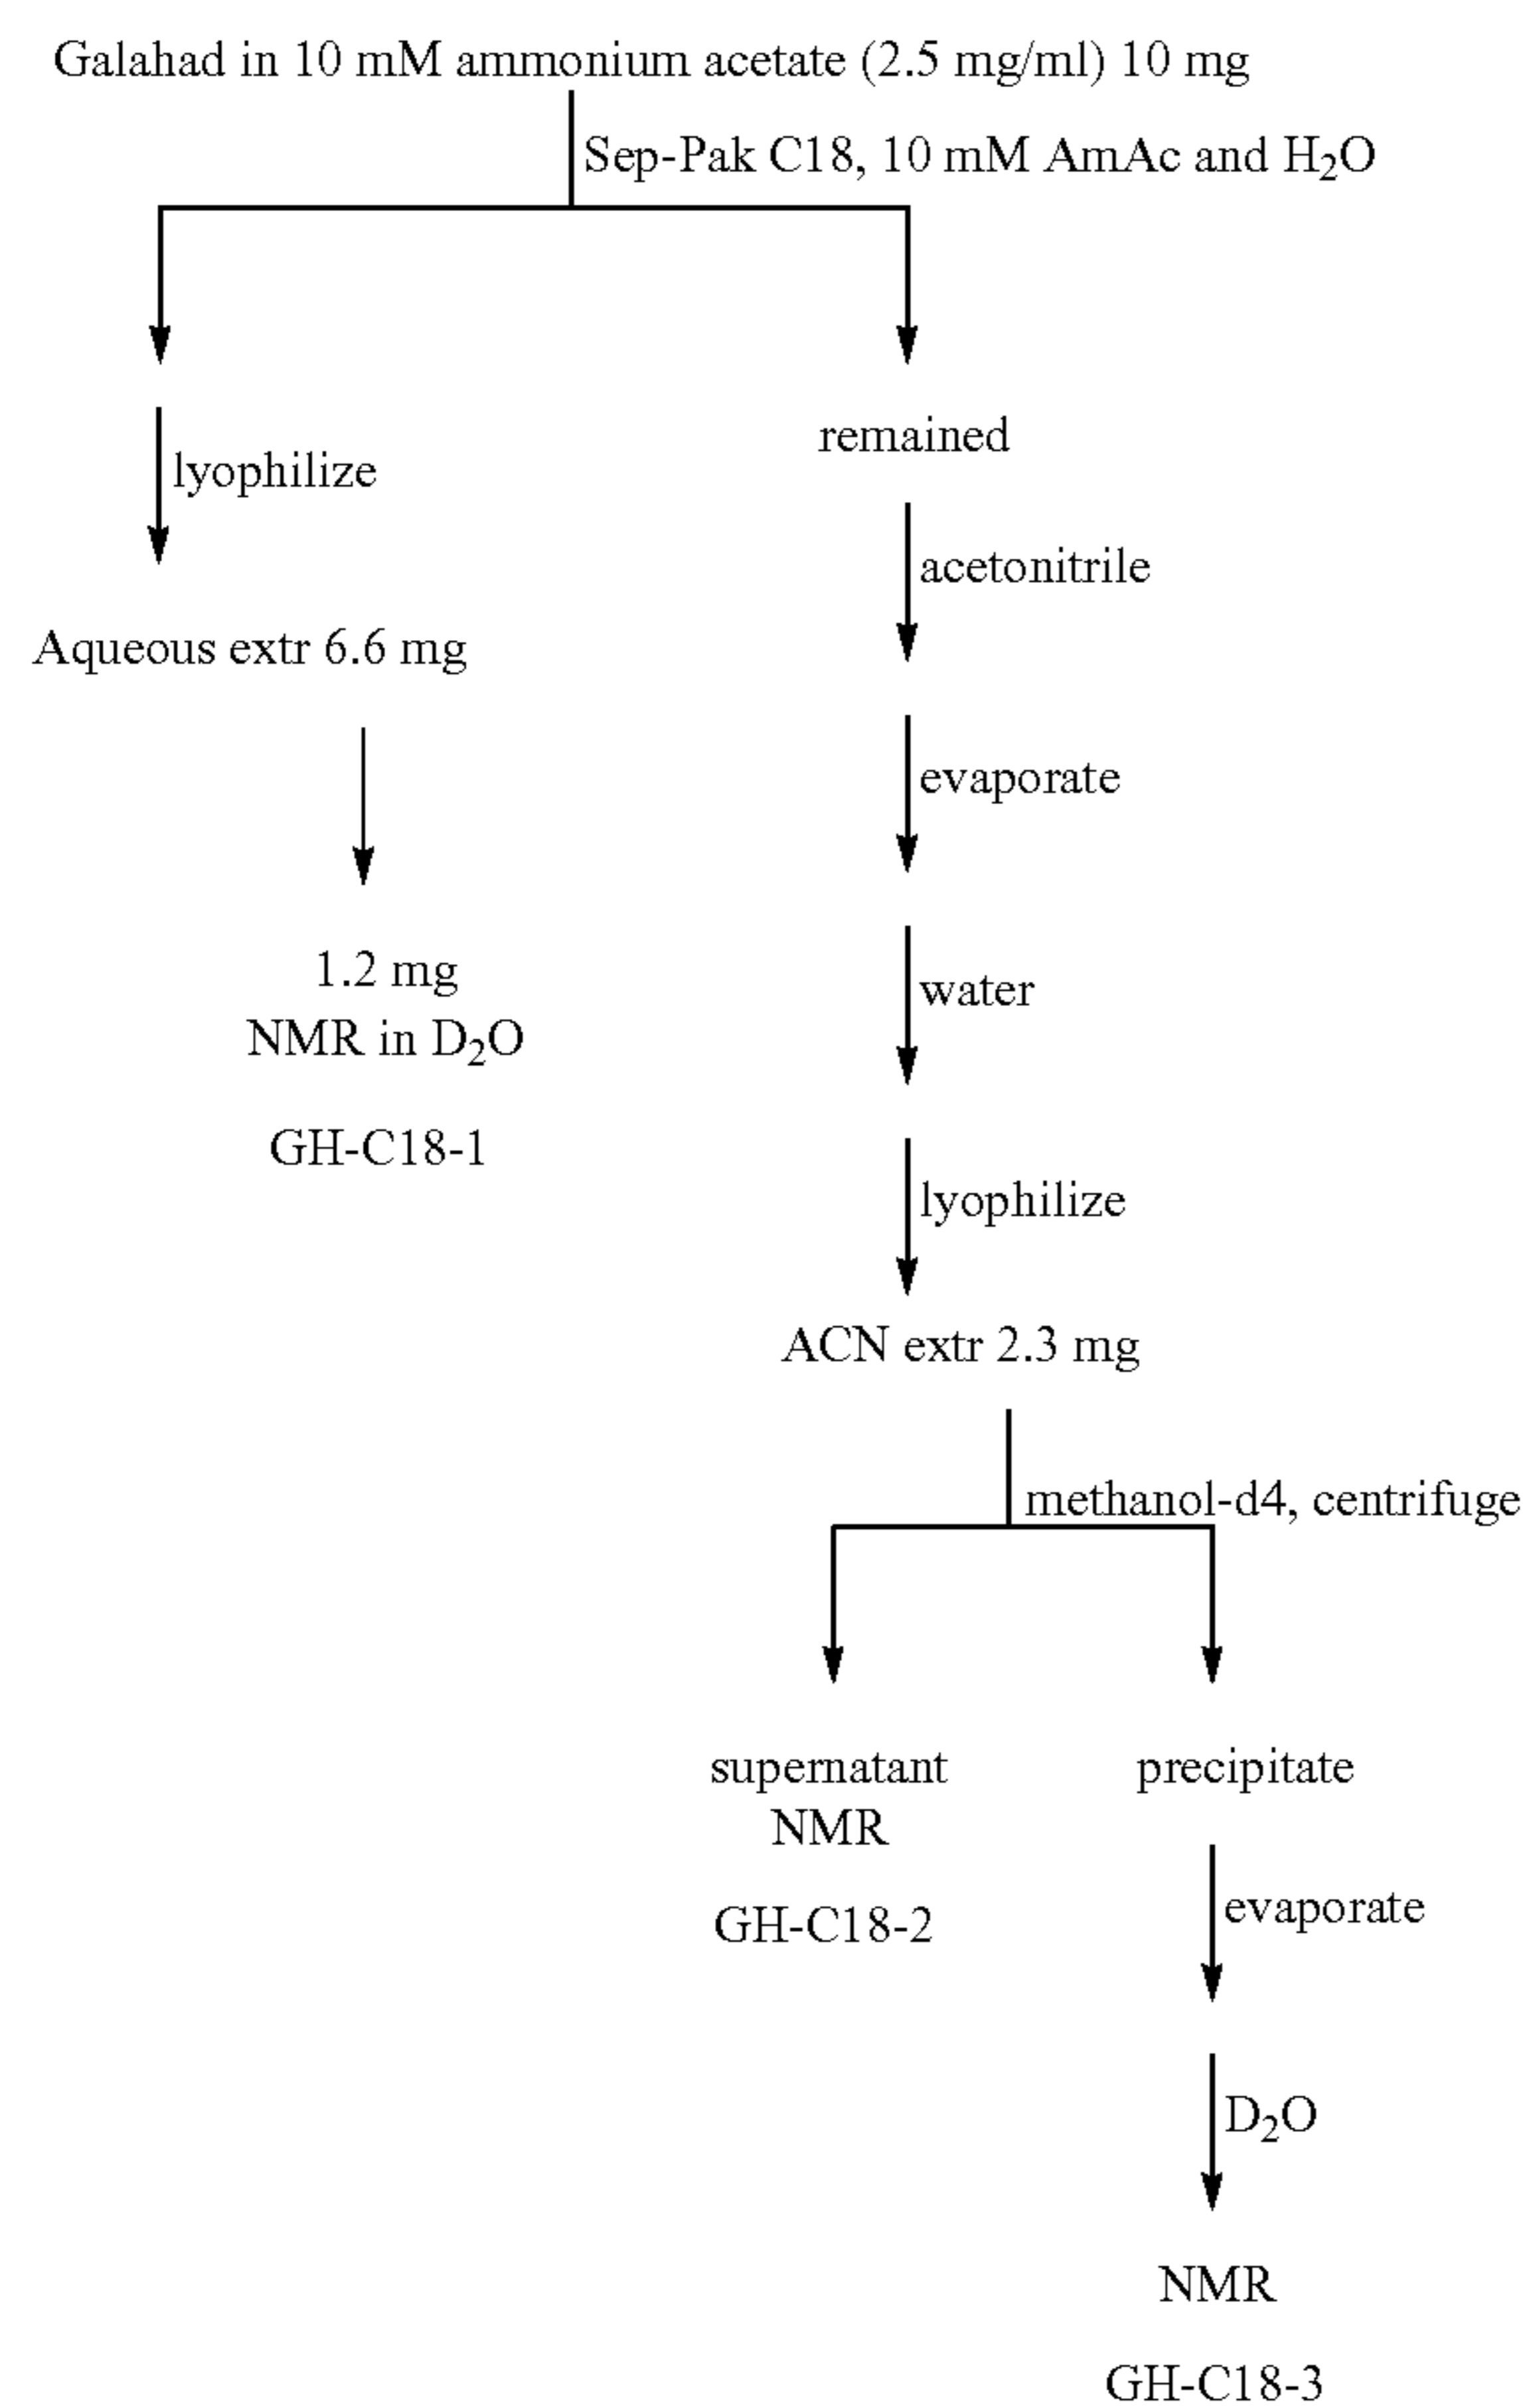 Galahad in 10 mM ammonium acetate (2.5 mg/ml) 10 mg
Sep-Pak C18, 10 mM AmAc and H₂O
lyophilize
Aqueous extr 6.6 mg
1.2 mg
NMR in D₂O
GH-C18-1
remained
acetonitrile
evaporate
water
lyophilize
ACN extr 2.3 mg
methanol-d4, centrifuge
supernatant
NMR
GH-C18-2
precipitate
evaporate
D₂O
NMR
GH-C18-3